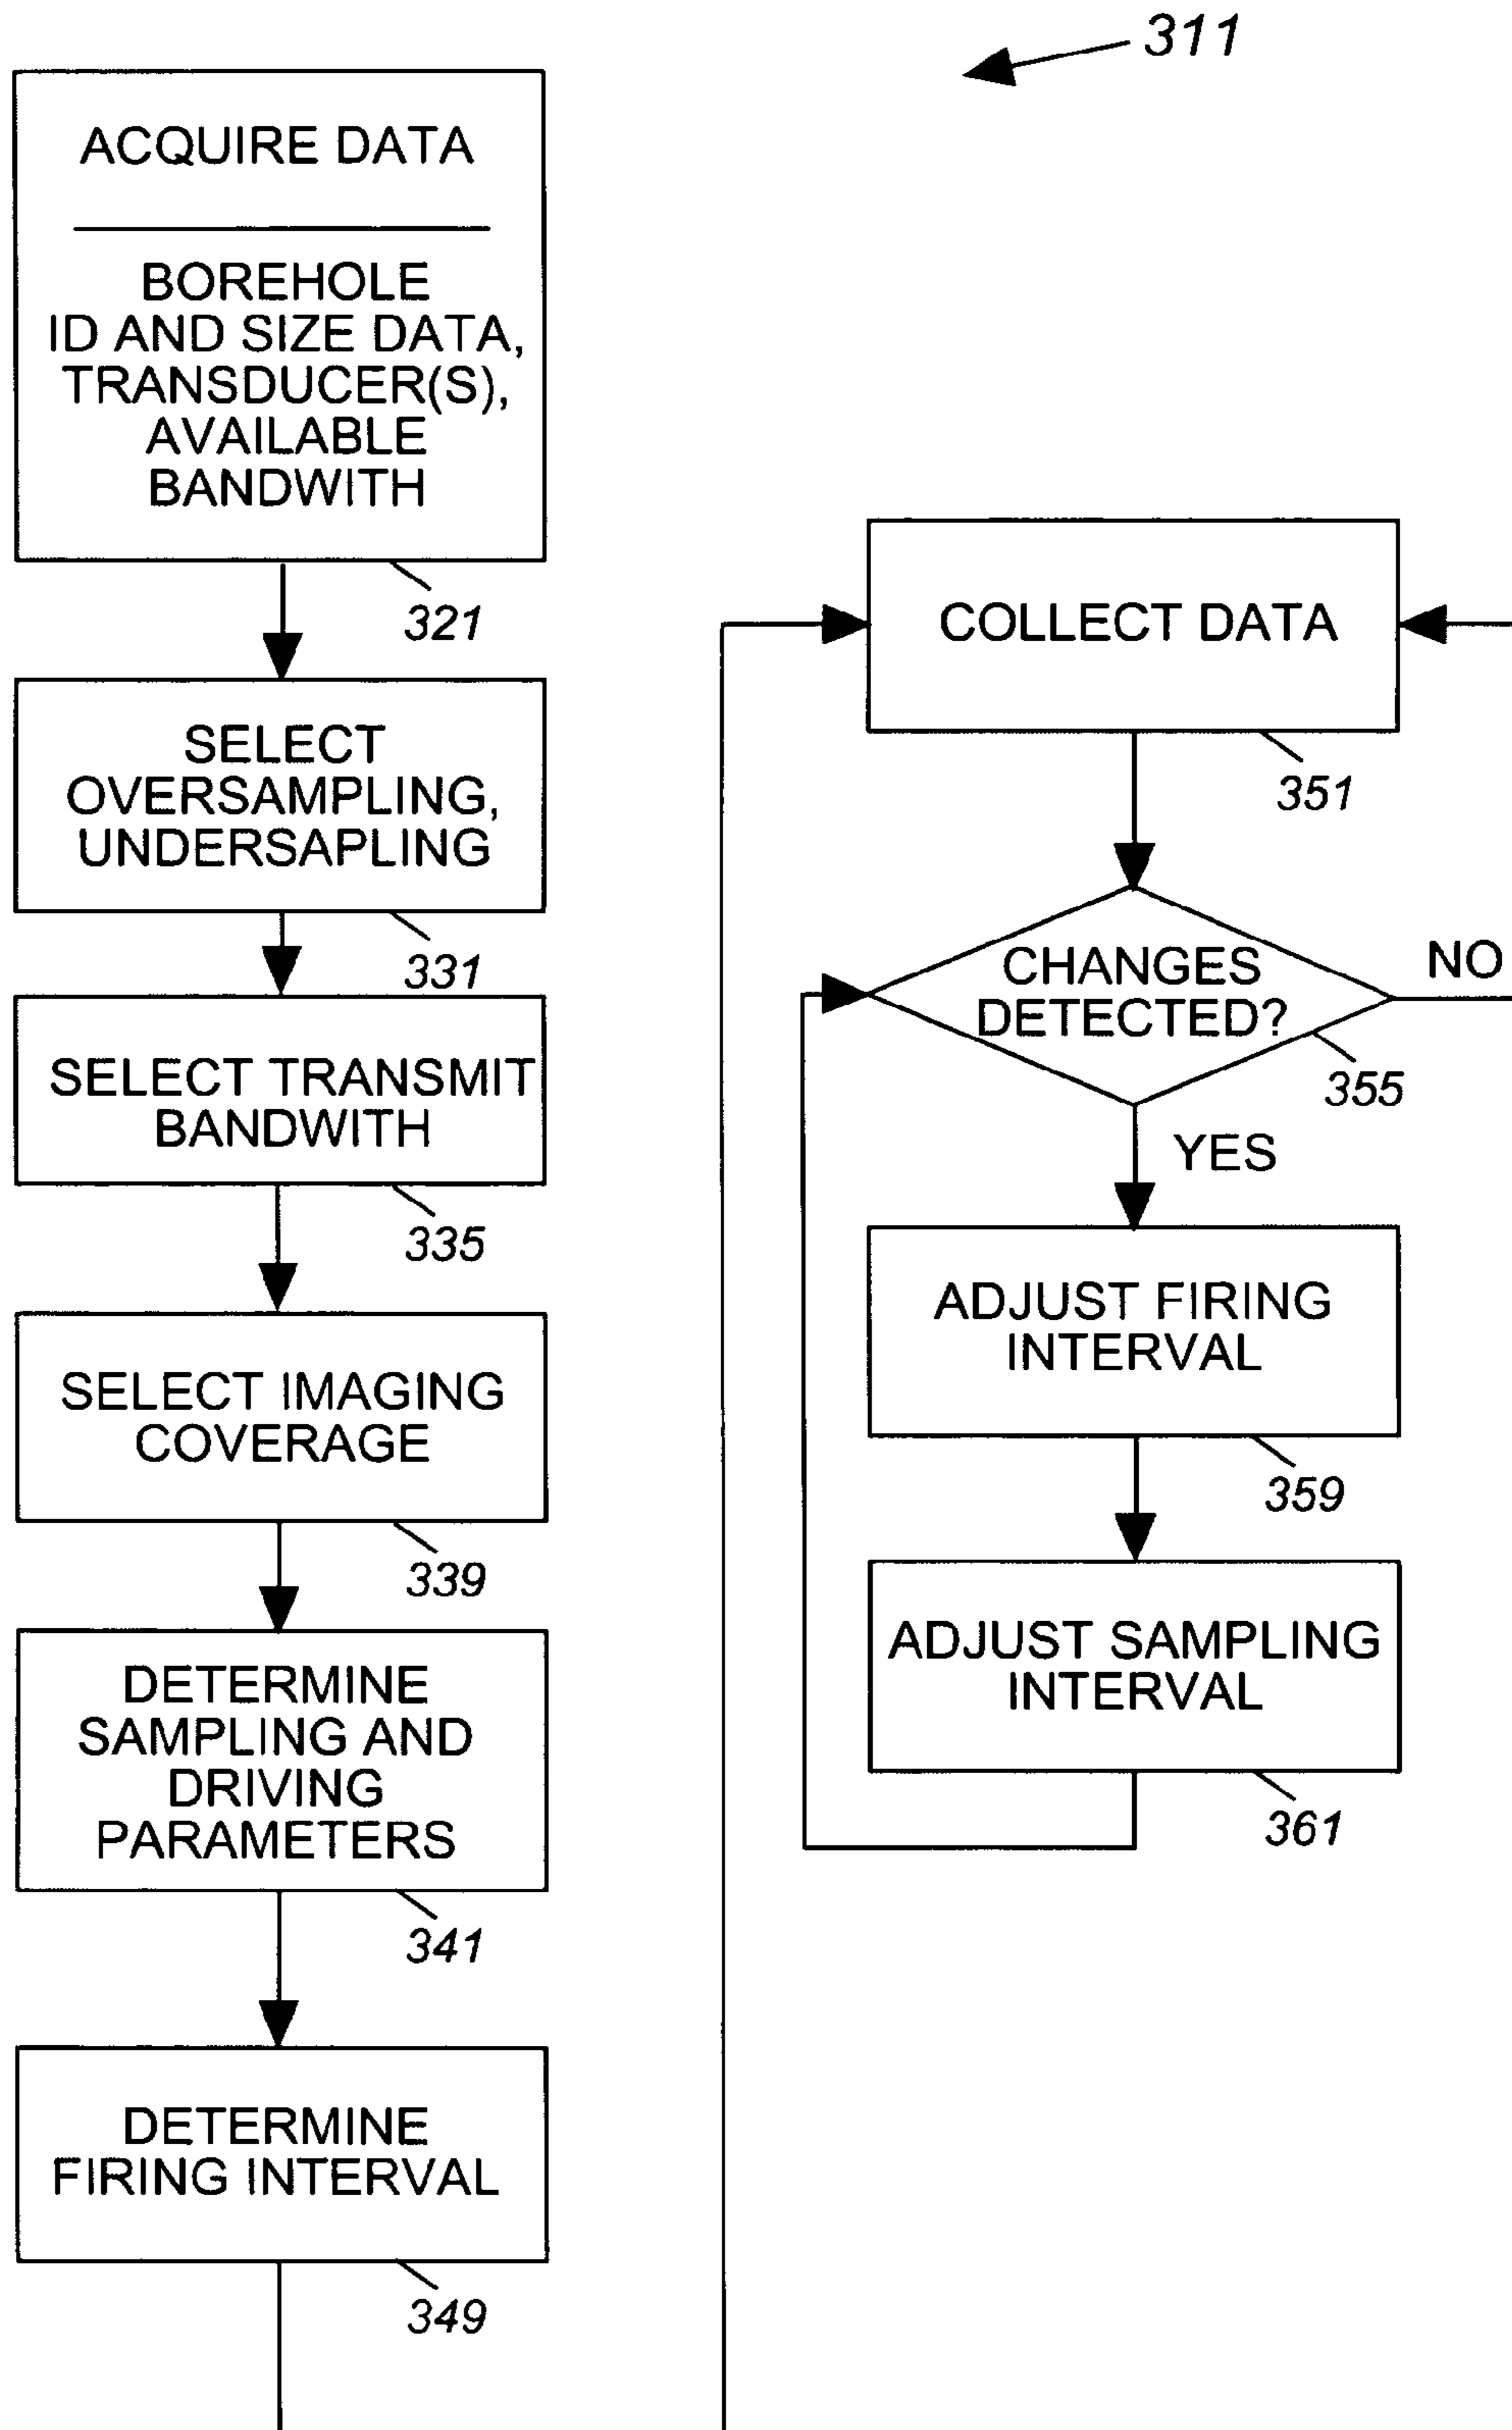 311
ACQUIRE DATA
BOREHOLE
ID AND SIZE DATA,
TRANSDUCER(S),
AVAILABLE
BANDWITH
321
SELECT
OVERSAMPLING,
UNDERSAPLING
331
SELECT TRANSMIT
BANDWITH
335
SELECT IMAGING
COVERAGE
339
DETERMINE
SAMPLING AND
DRIVING
PARAMETERS
341
DETERMINE
FIRING INTERVAL
349
COLLECT DATA
351
CHANGES
DETECTED?
NO
355
YES
ADJUST FIRING
INTERVAL
359
ADJUST SAMPLING
INTERVAL
361